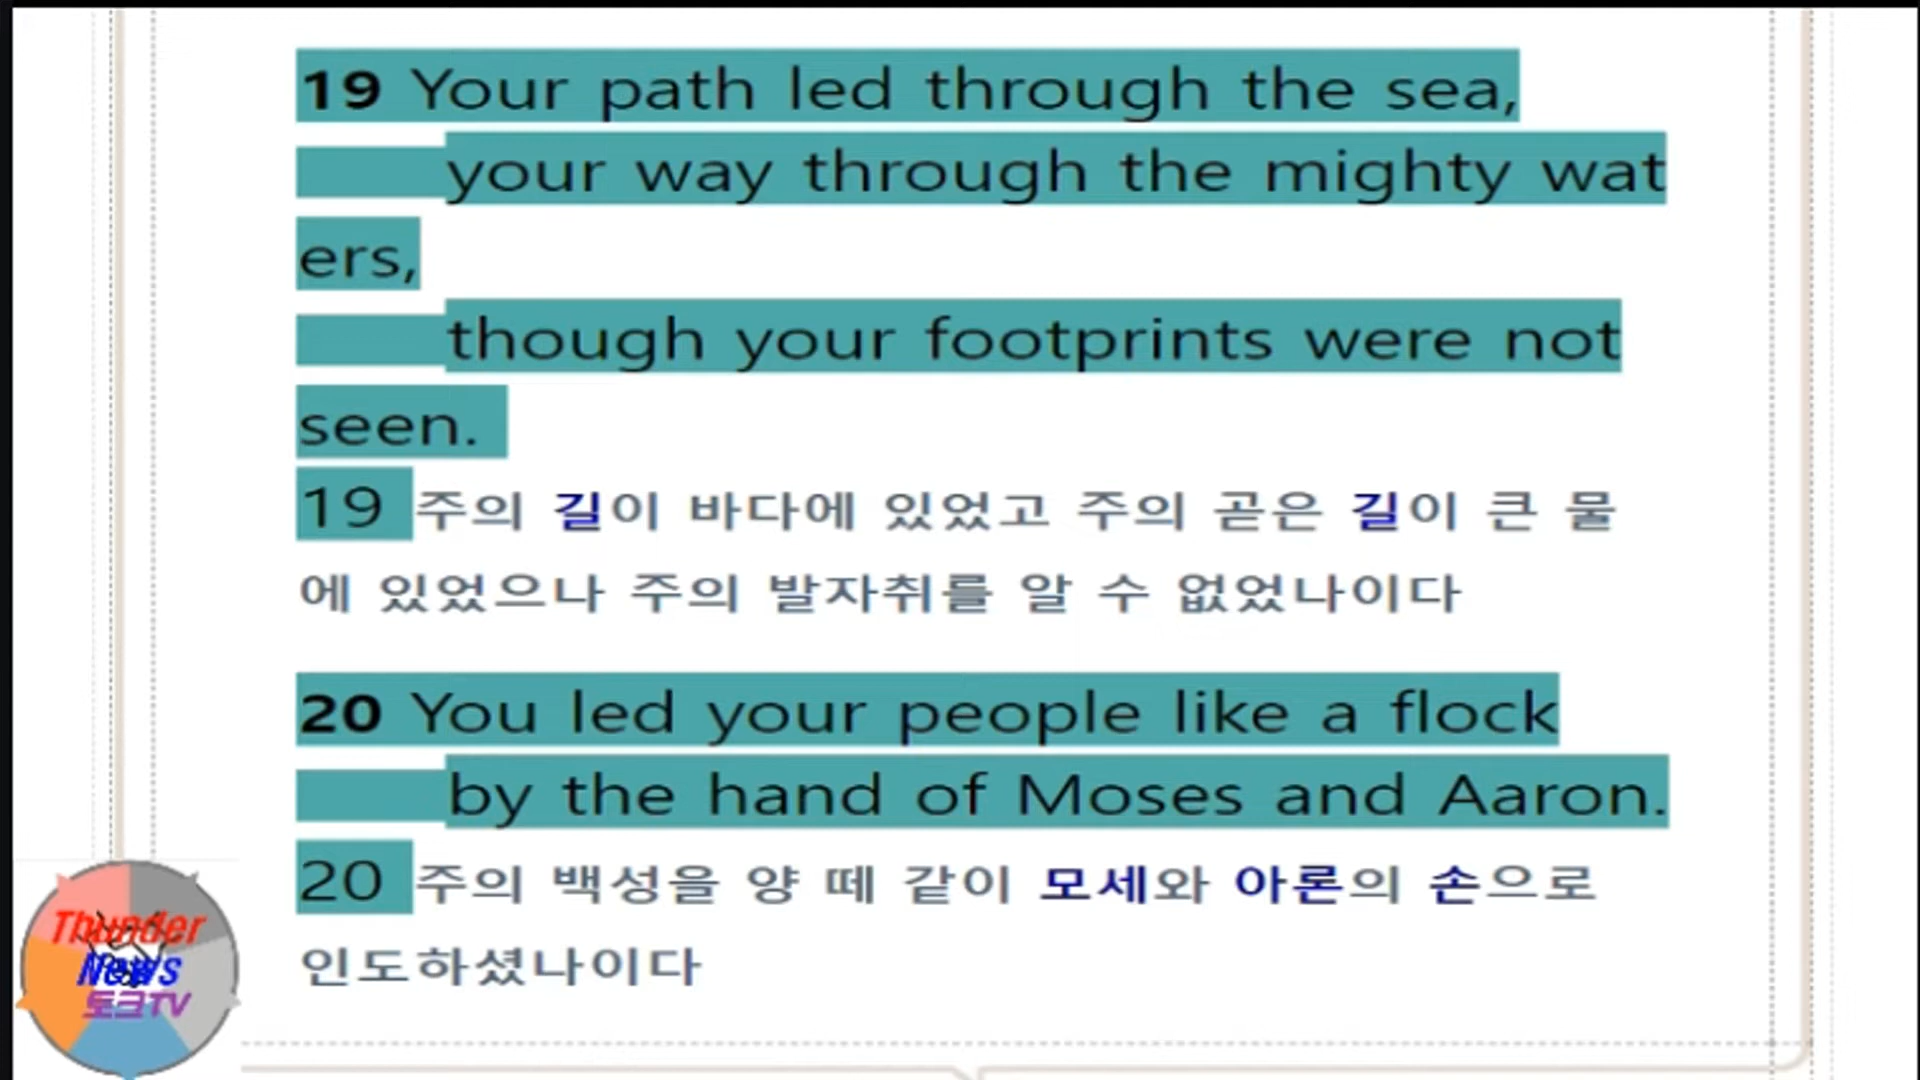 19 Your path led through the sea,
your way through the mighty wat
ers,
though your footprints were not
seen.
19 주의 길이 바다에 있었고 주의 곧은 길이 큰 물
에 있었으나 주의 발자취를 알 수 없었나이다
20 You led your people like a flock
by the hand of Moses and Aaron.
20 주의 백성을 양 떼 같이 모세와 아론의 손으로
인도하셨나이다
Thunder
News
토크TV